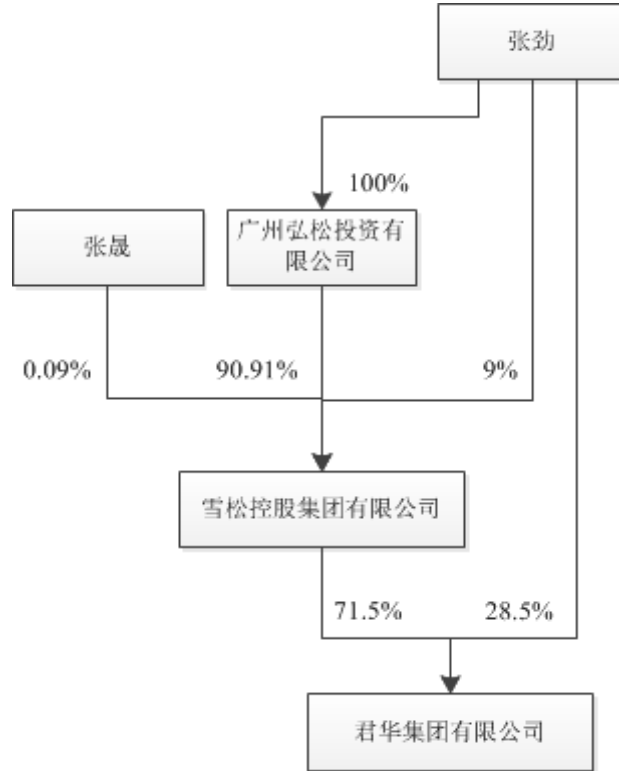 张劲
100%
张晟
广州弘松投资有
限公司
0.09%
90.91%
9%
雪松控股集团有限公司
71.5%
28.5%
君华集团有限公司